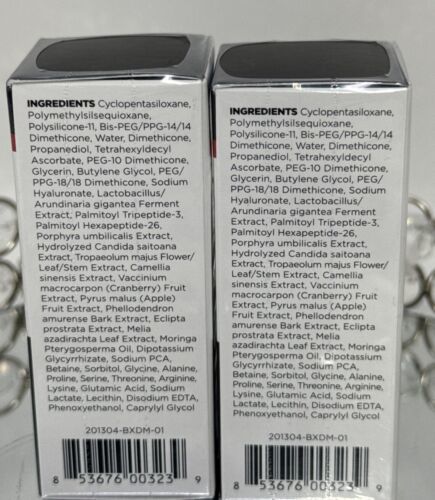 INGREDIENTS Cyclopentasiloxane,
Polymethylsilsequioxane,
Polysilicone-11, Bis-PEG/PPG-14/14
Dimethicone, Water, Dimethicone,
Propanediol, Tetrahexyldecyl
Ascorbate, PEG-10 Dimethicone,
Glycerin, Butylene Glycol, PEG/
PPG-18/18 Dimethicone, Sodium
Hyaluronate, Lactobacillus/
Arundinaria gigantea Ferment
Extract, Palmitoyl Tripeptide-3,
Palmitoyl Hexapeptide-26,
Porphyra umbilicalis Extract,
Hydrolyzed Candida saitoana
Extract, Tropaeolum majus Flower/
Leaf/Stem Extract, Camellia
sinensis Extract, Vaccinium
macrocarpon (Cranberry) Fruit
Extract, Pyrus malus (Apple)
Fruit Extract, Phellodendron
amurense Bark Extract, Eclipta
prostrata Extract, Melia
azadirachta Leaf Extract, Moringa
Pterygosperma Oil, Dipotassium
Glycyrrhizate, Sodium PCA,
Betaine, Sorbitol, Glycine, Alanine,
Proline, Serine, Threonine, Arginine,
Lysine, Glutamic Acid, Sodium
Lactate, Lecithin, Disodium EDTA,
Phenoxyethanol, Caprylyl Glycol
201304-BXDM-01
8 53676 00323 9
INGREDIENTS Cyclopentasiloxane,
Polymethylsilsequioxane,
Polysilicone-11, Bis-PEG/PPG-14/14
Dimethicone, Water, Dimethicone,
Propanediol, Tetrahexyldecyl
Ascorbate, PEG-10 Dimethicone,
Glycerin, Butylene Glycol, PEG/
PPG-18/18 Dimethicone, Sodium
Hyaluronate, Lactobacillus/
Arundinaria gigantea Ferment
Extract, Palmitoyl Tripeptide-3,
Palmitoyl Hexapeptide-26,
Porphyra umbilicalis Extract,
Hydrolyzed Candida saitoana
Extract, Tropaeolum majus Flower/
Leaf/Stem Extract, Camellia
sinensis Extract, Vaccinium
macrocarpon (Cranberry) Fruit
Extract, Pyrus malus (Apple)
Fruit Extract, Phellodendron
amurense Bark Extract, Eclipta
prostrata Extract, Melia
azadirachta Leaf Extract, Moringa
Pterygosperma Oil, Dipotassium
Glycyrrhizate, Sodium PCA,
Betaine, Sorbitol, Glycine, Alanine,
Proline, Serine, Threonine, Arginine,
Lysine, Glutamic Acid, Sodium
Lactate, Lecithin, Disodium EDTA,
Phenoxyethanol, Caprylyl Glycol
201304-BXDM-01
8 53676 00323 9